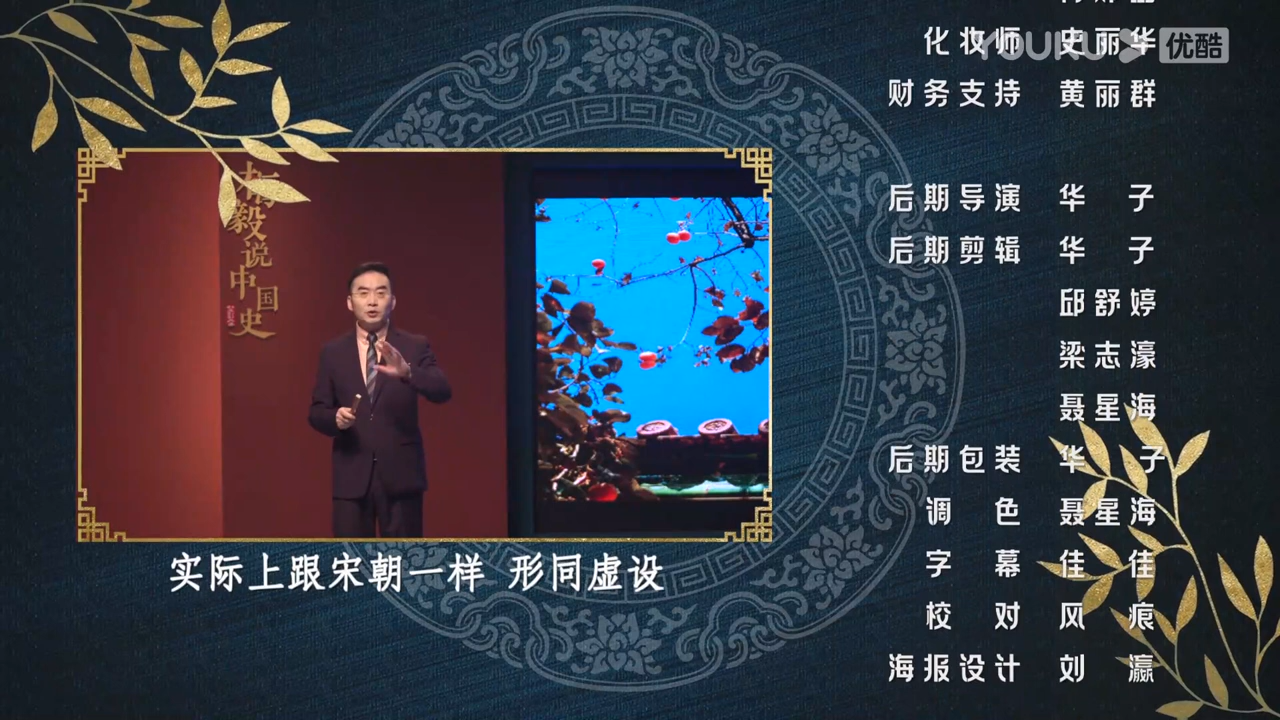 YOUKU 优酷
化妆师 史丽华
财务支持 黄丽群
后期导演 华 子
后期剪辑 华 子
邱舒婷
梁志濠
聂星海
后期包装 华 子
调 色 聂星海
字 幕 佳 佳
校 对 风 痕
海报设计 刘 瀛
毅说
中国史
实际上跟宋朝一样 形同虚设